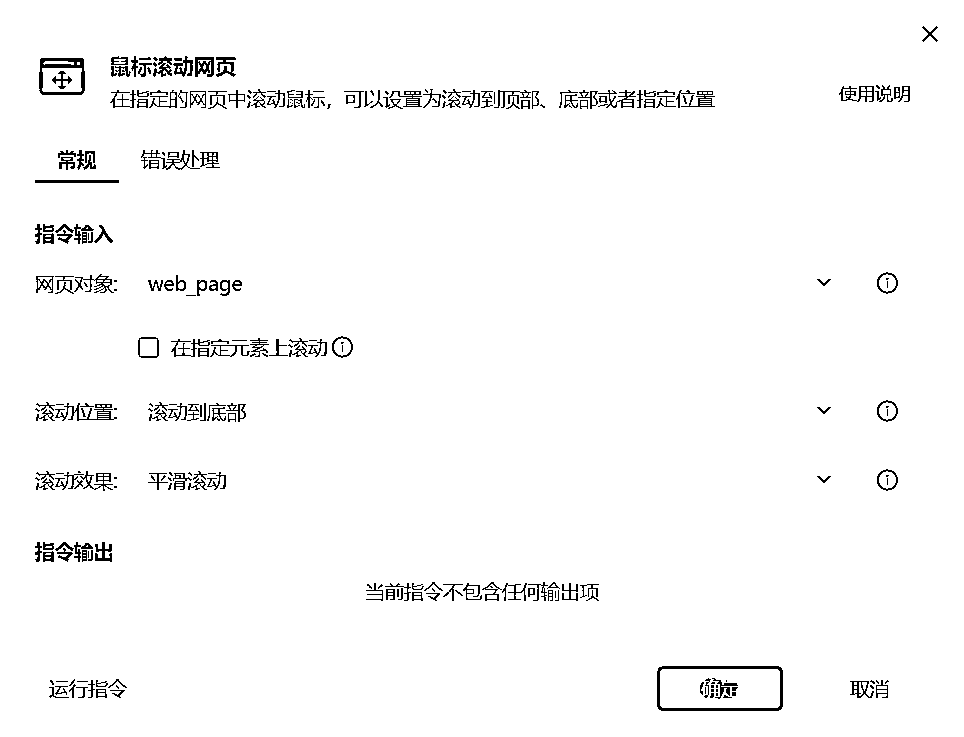 鼠标滚动网页
在指定的网页中滚动鼠标，可以设置为滚动到顶部、底部或者指定位置
使用说明
常规 错误处理
指令输入
网页对象: web_page
在指定元素上滚动
滚动位置: 滚动到底部
滚动效果: 平滑滚动
指令输出
当前指令不包含任何输出项
运行指令 确定 取消